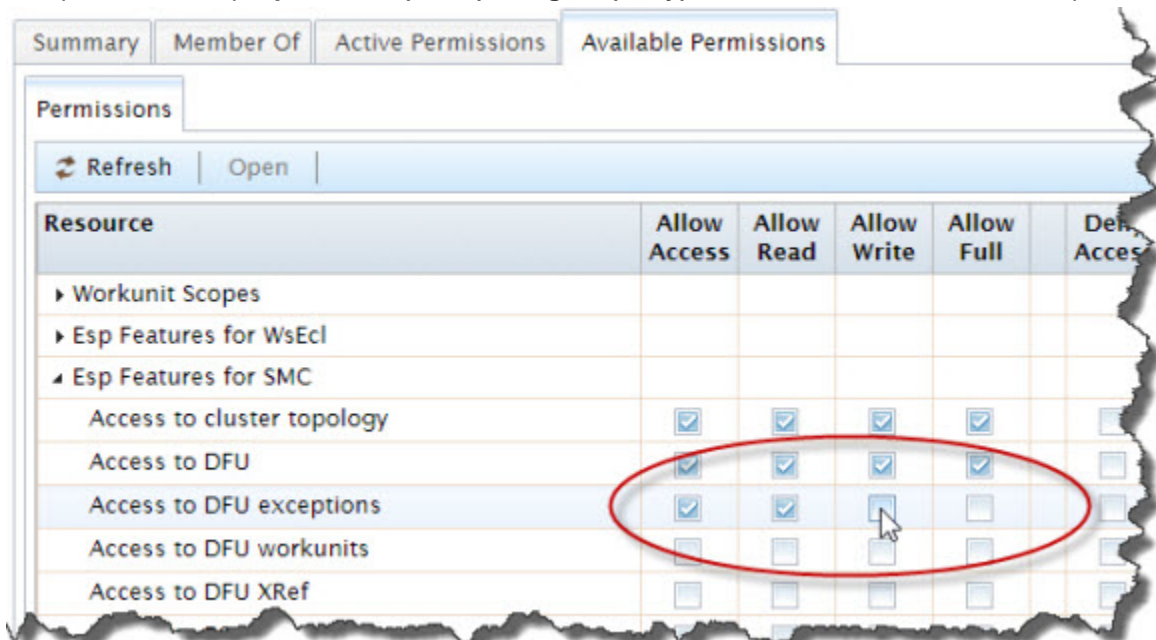 Summary Member Of Active Permissions Available Permissions
Permissions
Refresh Open
Resource Allow Access Allow Read Allow Write Allow Full
Workunit Scopes
Esp Features for WsEcl
Esp Features for SMC
Access to cluster topology
Access to DFU
Access to DFU exceptions
Access to DFU workunits
Access to DFU XRef